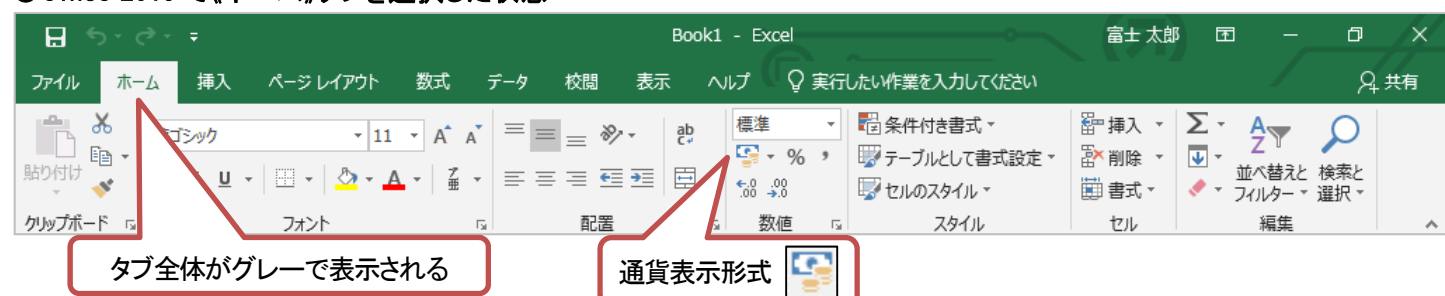 Book1 - Excel
富士 太郎
ファイル ホーム 挿入 ページ レイアウト 数式 データ 校閲 表示 ヘルプ 実行したい作業を入力してください 共有
ゴシック 11 標準 条件付き書式 挿入
貼り付け % テーブルとして書式設定 削除 並べ替えと 検索と
U A セルのスタイル 書式 フィルター 選択
クリップボード フォント 配置 数値 スタイル セル 編集
タブ全体がグレーで表示される
通貨表示形式